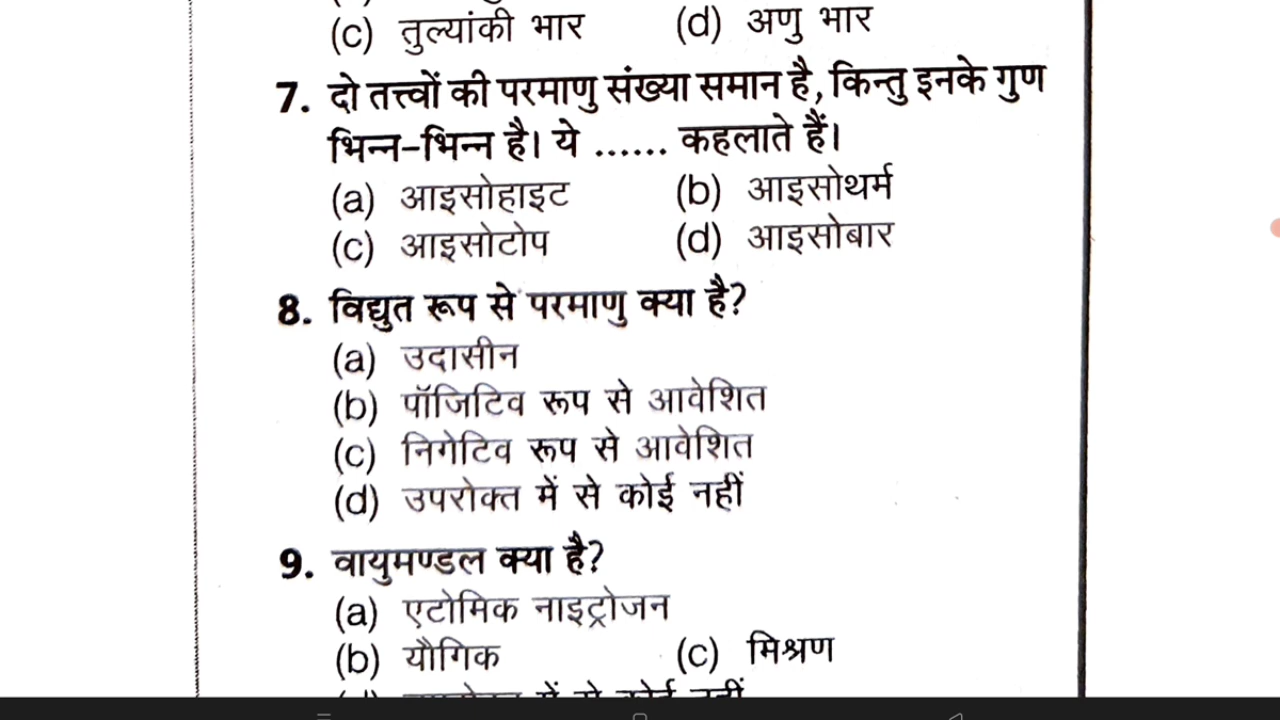 (c) तुल्यांकी भार (d) अणु भार
7. दो तत्त्वों की परमाणु संख्या समान है, किन्तु इनके गुण
भिन्न-भिन्न है। ये ...... कहलाते हैं।
(a) आइसोहाइट (b) आइसोथर्म
(c) आइसोटोप (d) आइसोबार
8. विद्युत रूप से परमाणु क्या है?
(a) उदासीन
(b) पॉजिटिव रूप से आवेशित
(c) निगेटिव रूप से आवेशित
(d) उपरोक्त में से कोई नहीं
9. वायुमण्डल क्या है?
(a) एटोमिक नाइट्रोजन
(b) यौगिक (c) मिश्रण